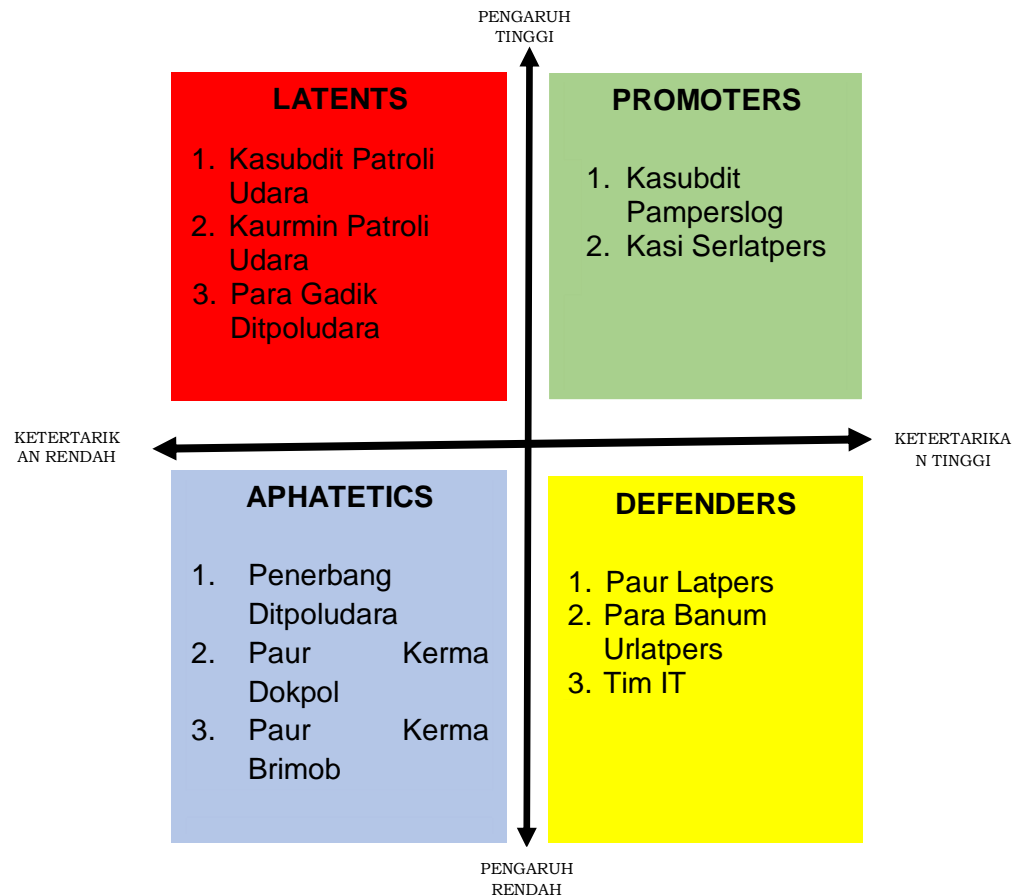 PENGARUH
TINGGI
LATENTS
1. Kasubdit Patroli
Udara
2. Kaurmin Patroli
Udara
3. Para Gadik
Ditpoludara
PROMOTERS
1. Kasubdit
Pamperslog
2. Kasi Serlatpers
KETERTARIK
AN RENDAH
KETERTARIKA
N TINGGI
APHATETICS
1. Penerbang
Ditpoludara
2. Paur Kerma
Dokpol
3. Paur Kerma
Brimob
DEFENDERS
1. Paur Latpers
2. Para Banum
Urlatpers
3. Tim IT
PENGARUH
RENDAH